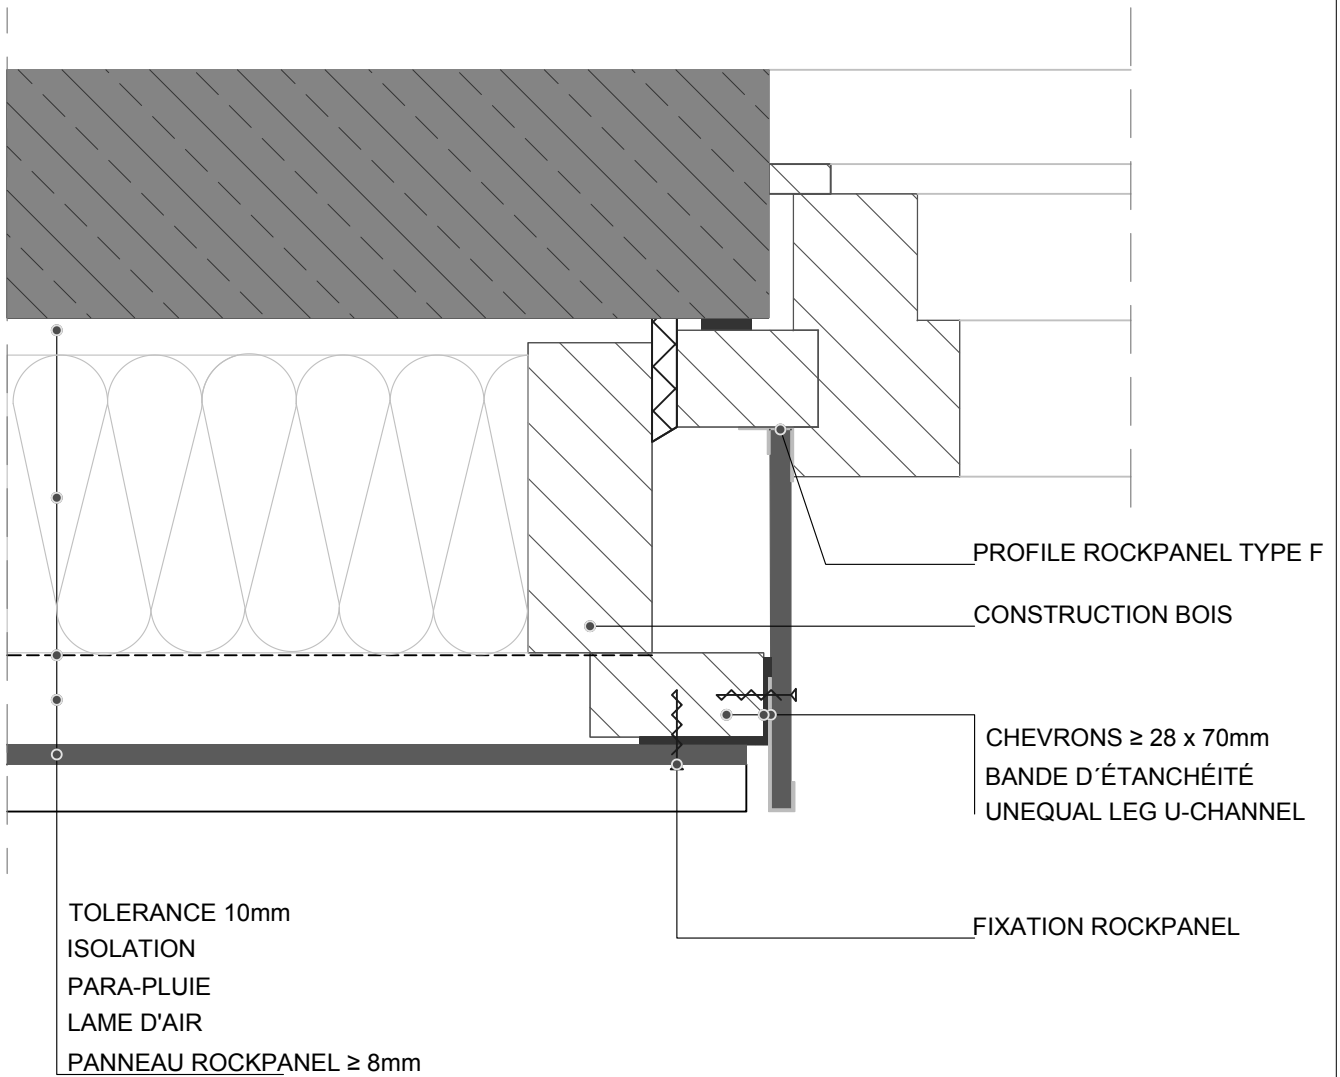 PROFILE ROCKPANEL TYPE F
CONSTRUCTION BOIS
CHEVRONS ≥ 28 x 70mm
BANDE D´ÉTANCHÉITÉ
UNEQUAL LEG U-CHANNEL
FIXATION ROCKPANEL
TOLERANCE 10mm
ISOLATION
PARA-PLUIE
LAME D'AIR
PANNEAU ROCKPANEL ≥ 8mm